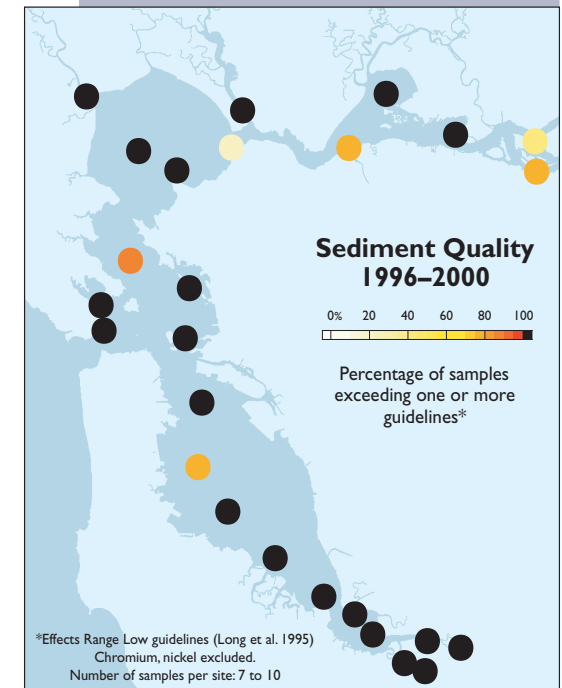 Sediment Quality
1996–2000
0% 20 40 60 80 100
Percentage of samples
exceeding one or more
guidelines*
*Effects Range Low guidelines (Long et al. 1995)
Chromium, nickel excluded.
Number of samples per site: 7 to 10